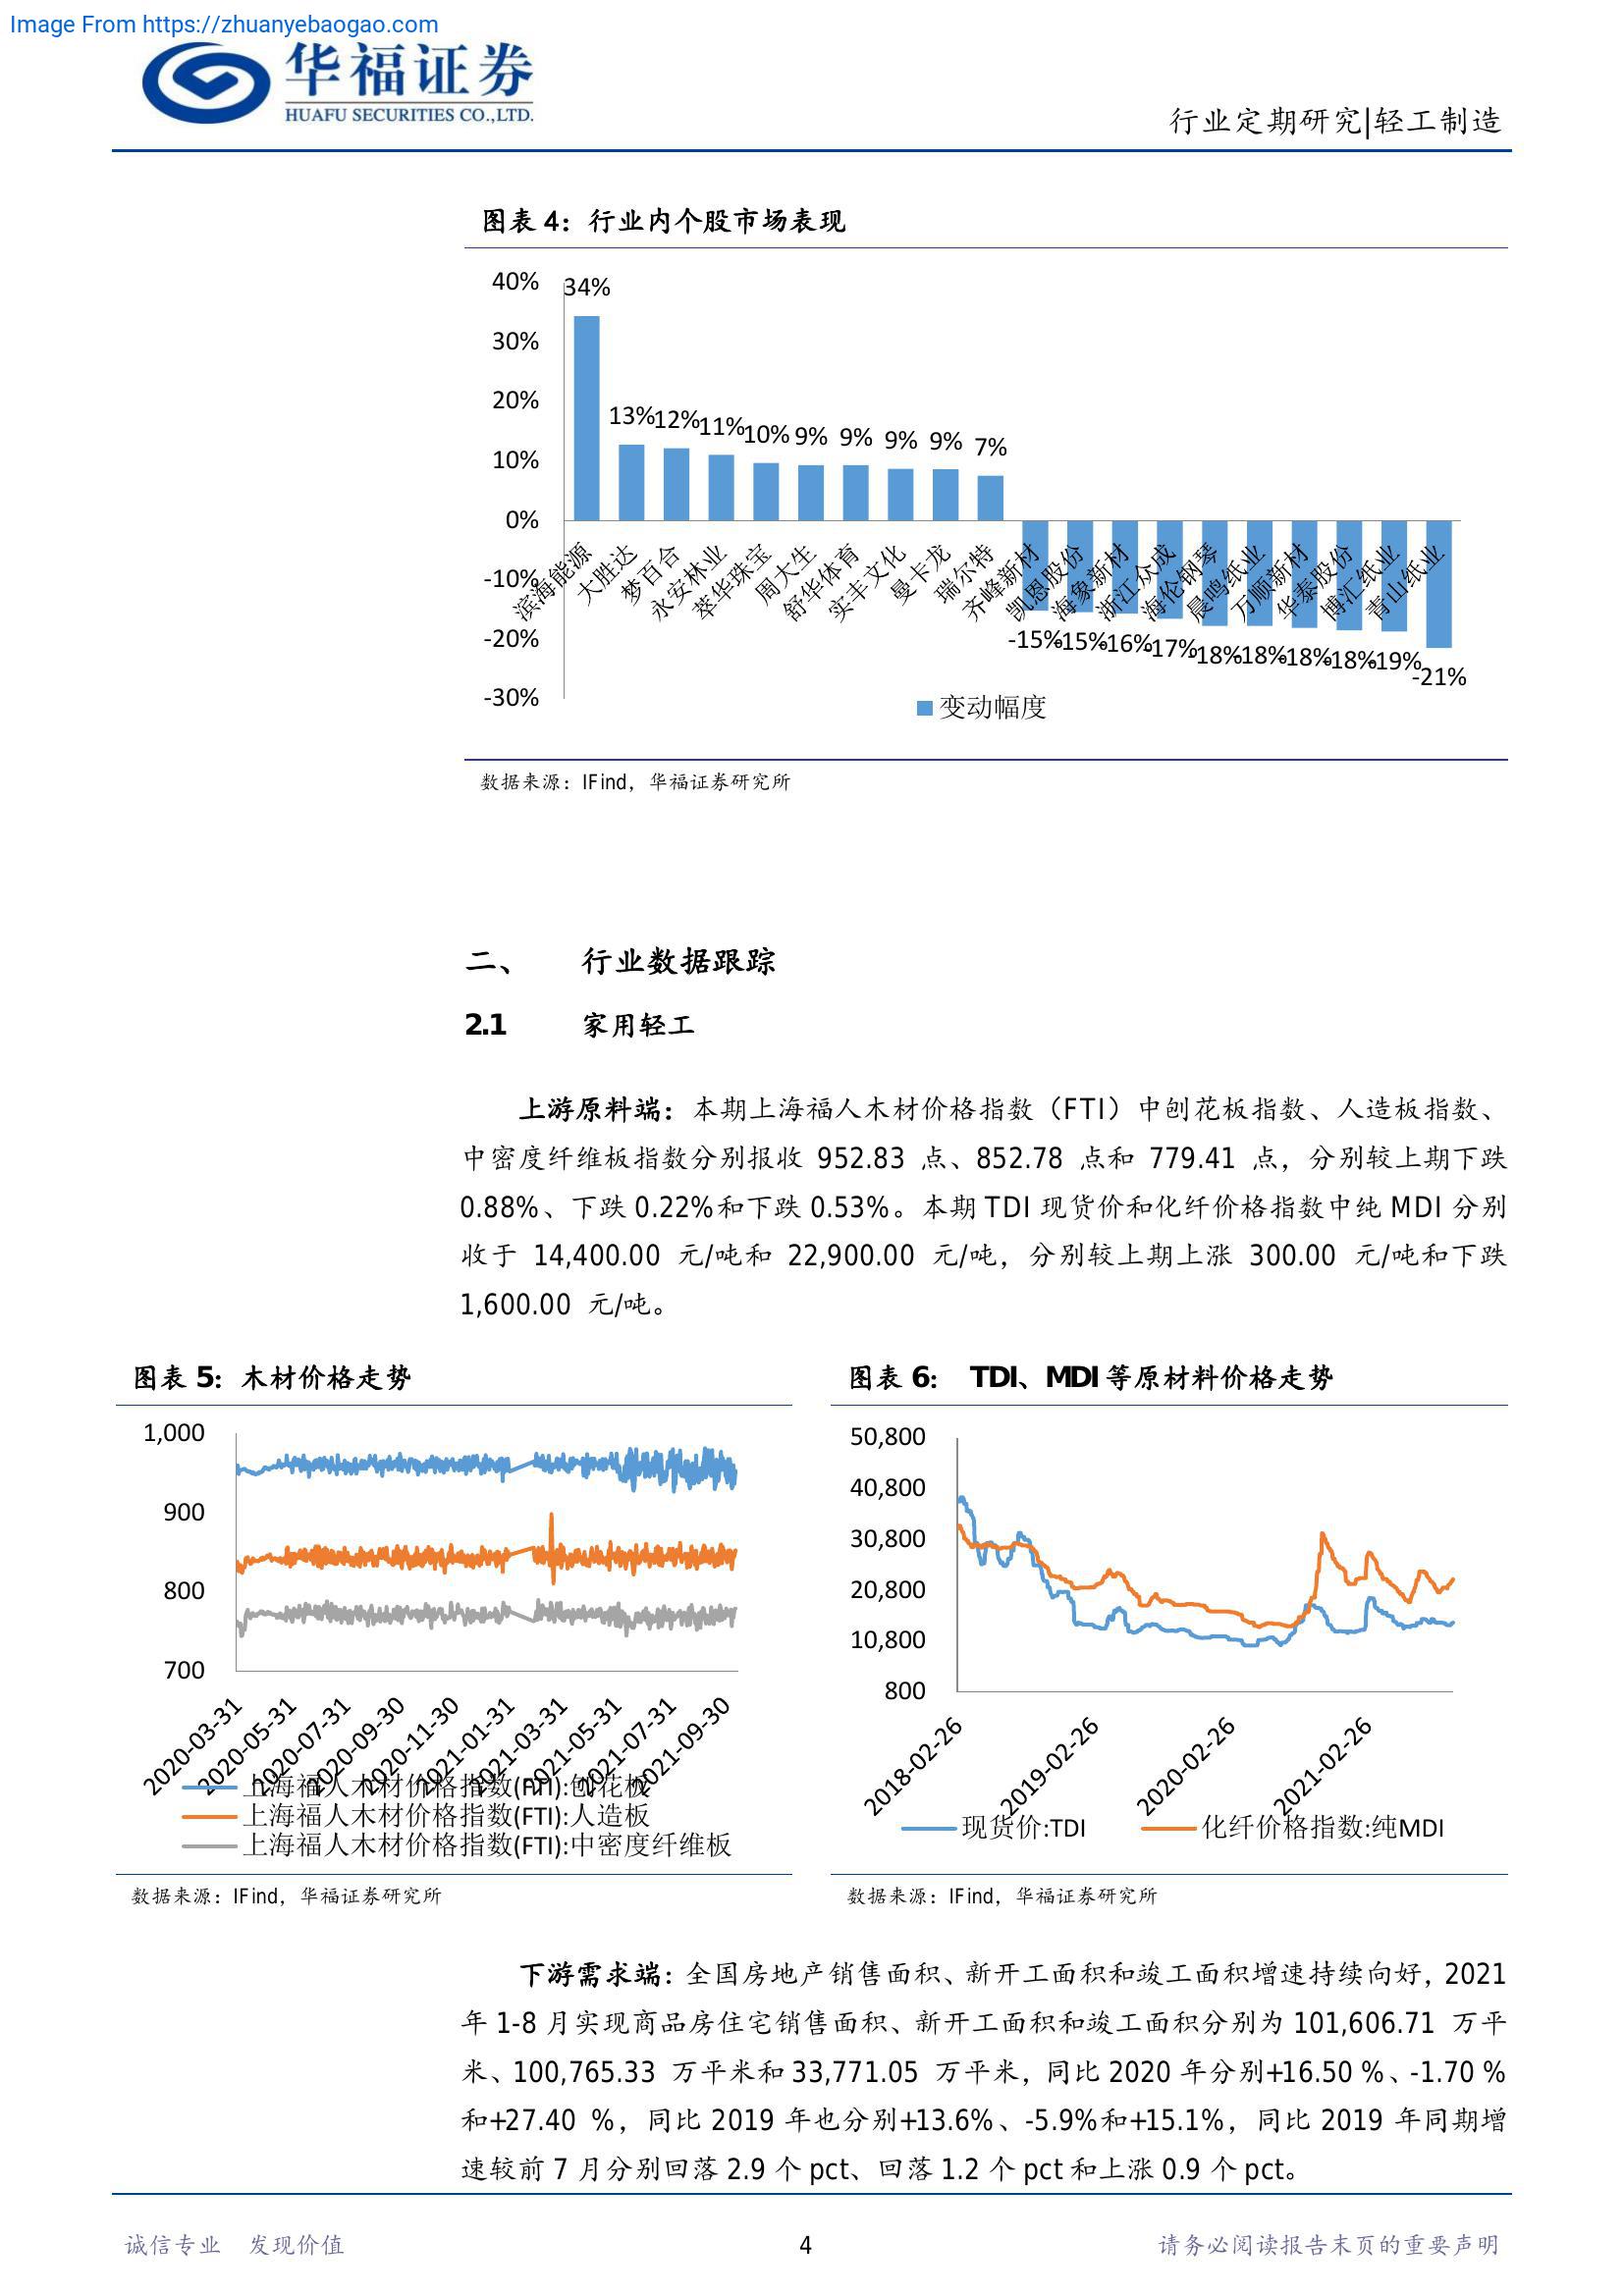 Image From https://zhuanyebaogao.com
华福证券
HUAFU SECURITIES CO.,LTD.
行业定期研究|轻工制造
图表 4：行业内个股市场表现
40%
30%
20%
10%
0%
-10%
-20%
-30%
34%
13%
12%
11%
10%
9%
9%
9%
9%
7%
-15%
-15%
-16%
-17%
-18%
-18%
-18%
-18%
-19%
-21%
滨海能源
大胜达
梦百合
永安林业
萃华珠宝
周大生
舒华体育
实丰文化
曼卡龙
瑞尔特
齐峰新材
凯恩股份
海象新材
浙江众成
海伦钢琴
晨鸣纸业
万顺新材
华泰股份
博汇纸业
青山纸业
变动幅度
数据来源：IFind，华福证券研究所
二、 行业数据跟踪
2.1 家用轻工
上游原料端：本期上海福人木材价格指数（FTI）中刨花板指数、人造板指数、
中密度纤维板指数分别报收 952.83 点、852.78 点和 779.41 点，分别较上期下跌
0.88%、下跌 0.22%和下跌 0.53%。本期 TDI 现货价和化纤价格指数中纯 MDI 分别
收于 14,400.00 元/吨和 22,900.00 元/吨，分别较上期上涨 300.00 元/吨和下跌
1,600.00 元/吨。
图表 5：木材价格走势
1,000
900
800
700
2020-03-31
2020-05-31
2020-07-31
2020-09-30
2020-11-30
2021-01-31
2021-03-31
2021-05-31
2021-07-31
2021-09-30
上海福人木材价格指数(FTI):刨花板
上海福人木材价格指数(FTI):人造板
上海福人木材价格指数(FTI):中密度纤维板
数据来源：IFind，华福证券研究所
图表 6： TDI、MDI 等原材料价格走势
50,800
40,800
30,800
20,800
10,800
800
2018-02-26
2019-02-26
2020-02-26
2021-02-26
现货价:TDI
化纤价格指数:纯MDI
数据来源：IFind，华福证券研究所
下游需求端：全国房地产销售面积、新开工面积和竣工面积增速持续向好，2021
年 1-8 月实现商品房住宅销售面积、新开工面积和竣工面积分别为 101,606.71 万平
米、100,765.33 万平米和 33,771.05 万平米，同比 2020 年分别+16.50 %、-1.70 %
和+27.40 %，同比 2019 年也分别+13.6%、-5.9%和+15.1%，同比 2019 年同期增
速较前 7 月分别回落 2.9 个 pct、回落 1.2 个 pct 和上涨 0.9 个 pct。
诚信专业 发现价值
4
请务必阅读报告末页的重要声明